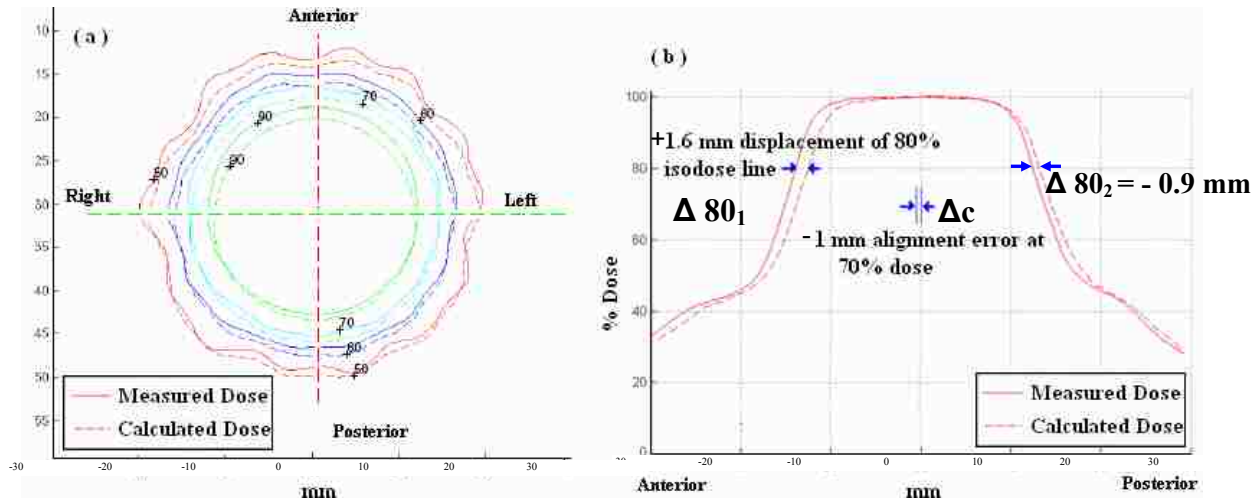 Anterior
( a )
10
15
20
25
30
35
40
45
50
55
70
60
90
50
90
Right
Left
70
60
50
Measured Dose
Calculated Dose
Posterior
-30
-20
-10
0
10
20
30
mm
( b )
100
80
60
40
20
0
% Dose
+1.6 mm displacement of 80%
isodose line
Δ 80₁
Δ 80₂ = - 0.9 mm
Δc
- 1 mm alignment error at
70% dose
Measured Dose
Calculated Dose
-20
-10
0
10
20
30
Anterior
mm
Posterior